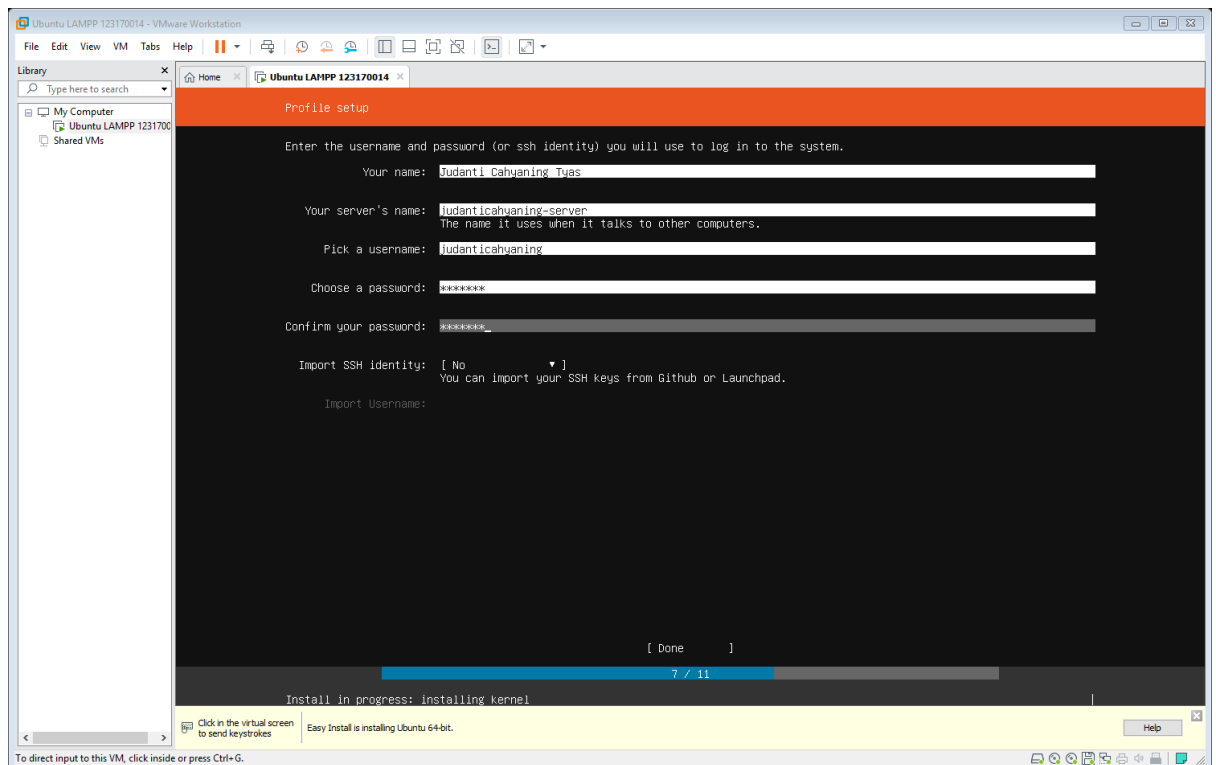 Ubuntu LAMPP 123170014 - VMware Workstation
File Edit View VM Tabs Help
Library
Home
Ubuntu LAMPP 123170014
Type here to search
My Computer
Ubuntu LAMPP 1231700
Shared VMs
Profile setup
Enter the username and password (or ssh identity) you will use to log in to the system.
Your name: Judanti Cahyaning Tyas
Your server's name: judanticahyaning-server
The name it uses when it talks to other computers.
Pick a username: judanticahyaning
Choose a password: *******
Confirm your password: *******_
Import SSH identity: [ No ▼ ]
You can import your SSH keys from Github or Launchpad.
Import Username:
[ Done ]
7 / 11
Install in progress: installing kernel |
Click in the virtual screen
to send keystrokes
Easy Install is installing Ubuntu 64-bit.
Help
To direct input to this VM, click inside or press Ctrl+G.